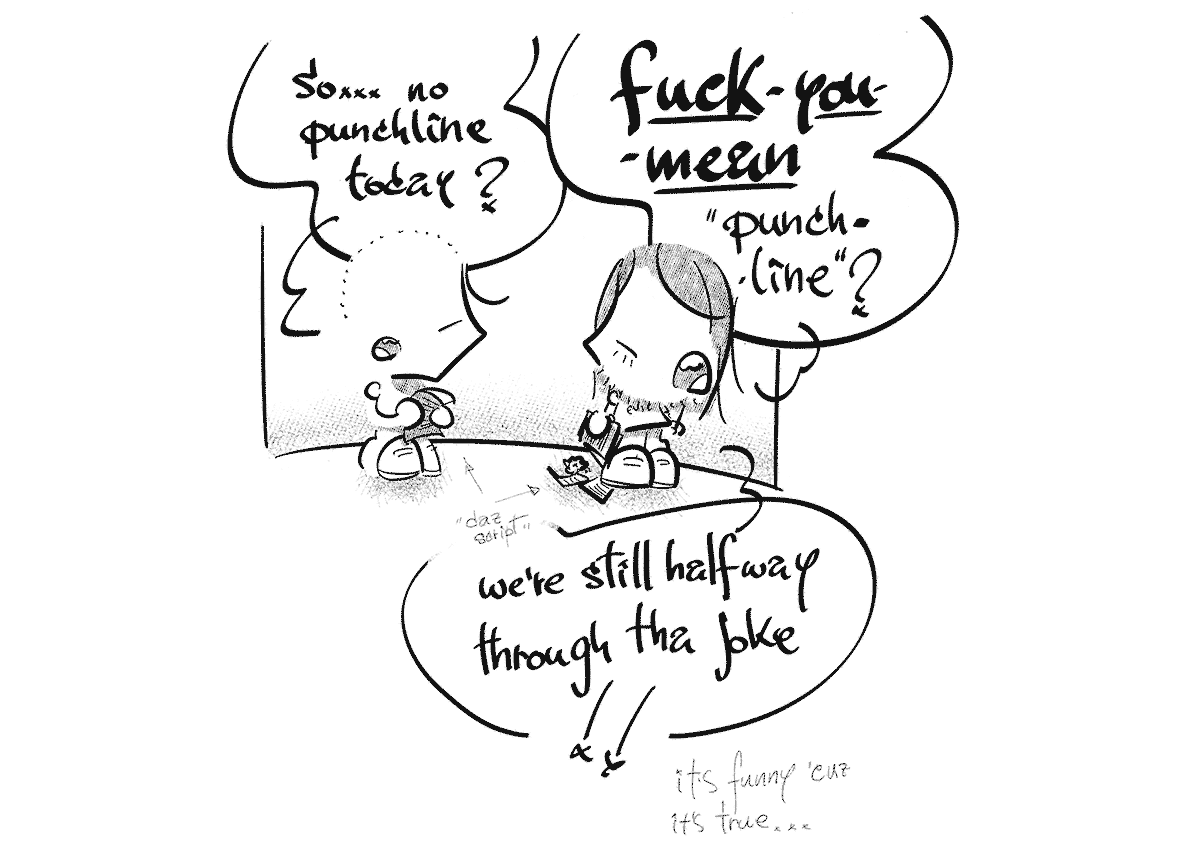 So... no
punchline
today?
fuck-you-
-mean
"punch-
-line"?
"daz
script"
we're still halfway
through tha joke
!!
it's funny 'cuz
it's true...